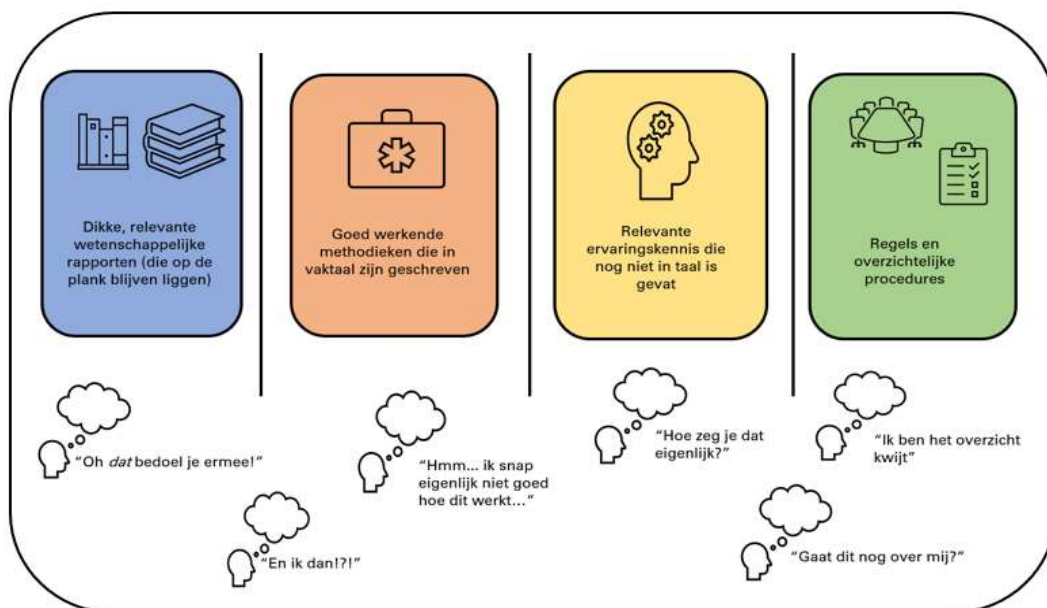 Dikke, relevante
wetenschappelijke
rapporten (die op de
plank blijven liggen)
Goed werkende
methodieken die in
vaktaal zijn geschreven
Relevante
ervaringskennis die
nog niet in taal is
gevat
Regels en
overzichtelijke
procedures
“Oh dat bedoel je ermee!”
“En ik dan!?!”
“Hmm... ik snap
eigenlijk niet goed
hoe dit werkt...”
“Hoe zeg je dat
eigenlijk?”
“Ik ben het overzicht
kwijt”
“Gaat dit nog over mij?”